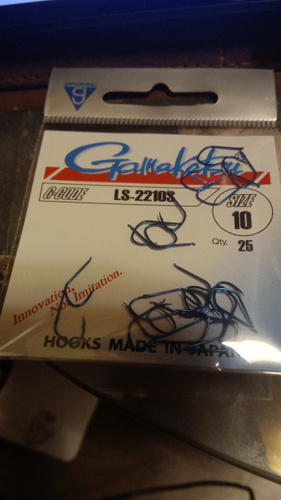 Gamakatsu
G-CODE LS-2210S SIZE
10
Qty. 25
Innovation,
Not Imitation.
HOOKS MADE IN JAPAN